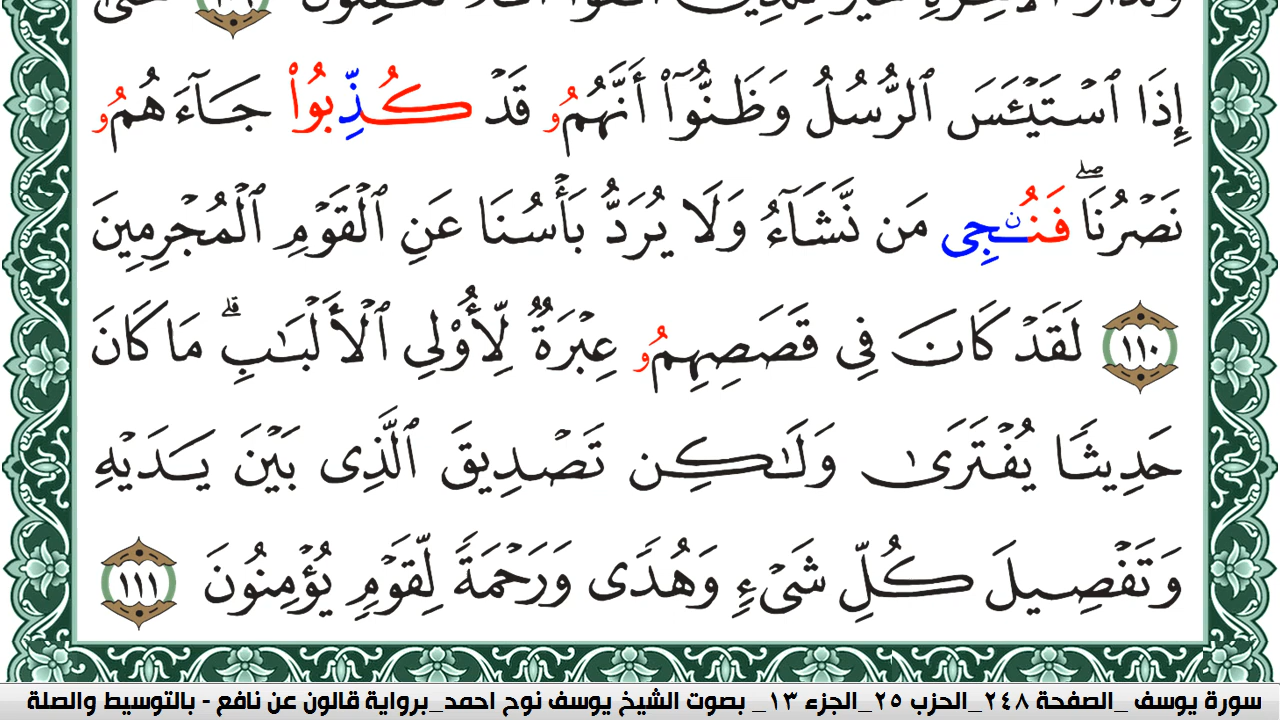 إِذَا ٱسْتَيْـَٔسَ ٱلرُّسُلُ وَظَنُّوٓا۟ أَنَّهُمُۥ قَدْ كُذِّبُوا۟ جَآءَهُمُۥ
نَصْرُنَاۖ فَنُـۨجِى مَن نَّشَآءُ وَلَا يُرَدُّ بَأْسُنَا عَنِ ٱلْقَوْمِ ٱلْمُجْرِمِينَ
١١٠ لَقَدْ كَانَ فِى قَصَصِهِمُۥ عِبْرَةٌ لِّأُو۟لِى ٱلْأَلْبَـٰبِۗ مَا كَانَ
حَدِيثًا يُفْتَرَىٰ وَلَـٰكِن تَصْدِيقَ ٱلَّذِى بَيْنَ يَدَيْهِ
وَتَفْصِيلَ كُلِّ شَىْءٍ وَهُدًى وَرَحْمَةً لِّقَوْمٍ يُؤْمِنُونَ ١١١
سورة يوسف _الصفحة ٢٤٨_الحزب ٢٥_الجزء ١٣_ بصوت الشيخ يوسف نوح احمد_برواية قالون عن نافع - بالتوسيط والصلة